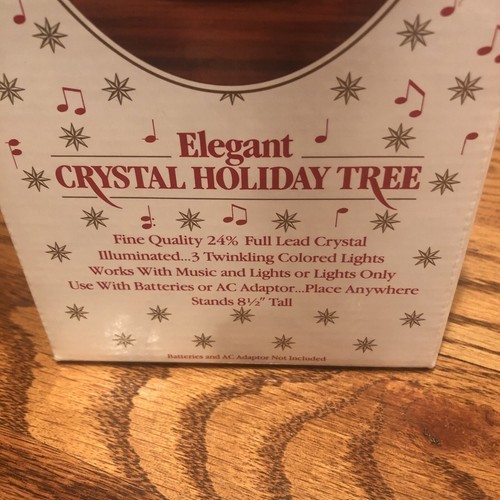 Elegant
CRYSTAL HOLIDAY TREE
Fine Quality 24% Full Lead Crystal
Illuminated...3 Twinkling Colored Lights
Works With Music and Lights or Lights Only
Use With Batteries or AC Adaptor...Place Anywhere
Stands 8½" Tall
Batteries and AC Adaptor Not Included